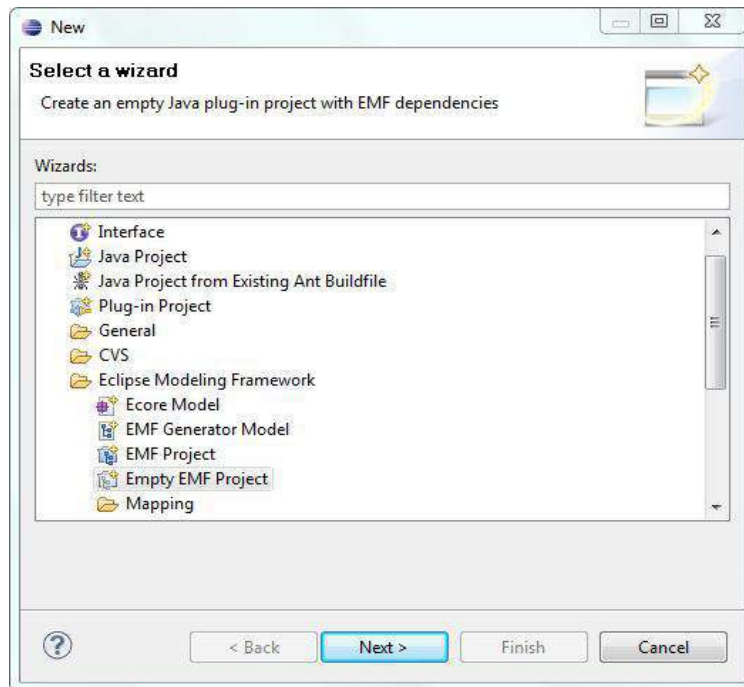 New
Select a wizard
Create an empty Java plug-in project with EMF dependencies
Wizards:
type filter text
Interface
Java Project
Java Project from Existing Ant Buildfile
Plug-in Project
General
CVS
Eclipse Modeling Framework
Ecore Model
EMF Generator Model
EMF Project
Empty EMF Project
Mapping
< Back Next > Finish Cancel